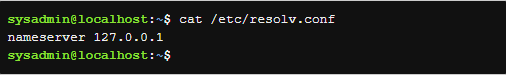 sysadmin@localhost:~$ cat /etc/resolv.conf
nameserver 127.0.0.1
sysadmin@localhost:~$